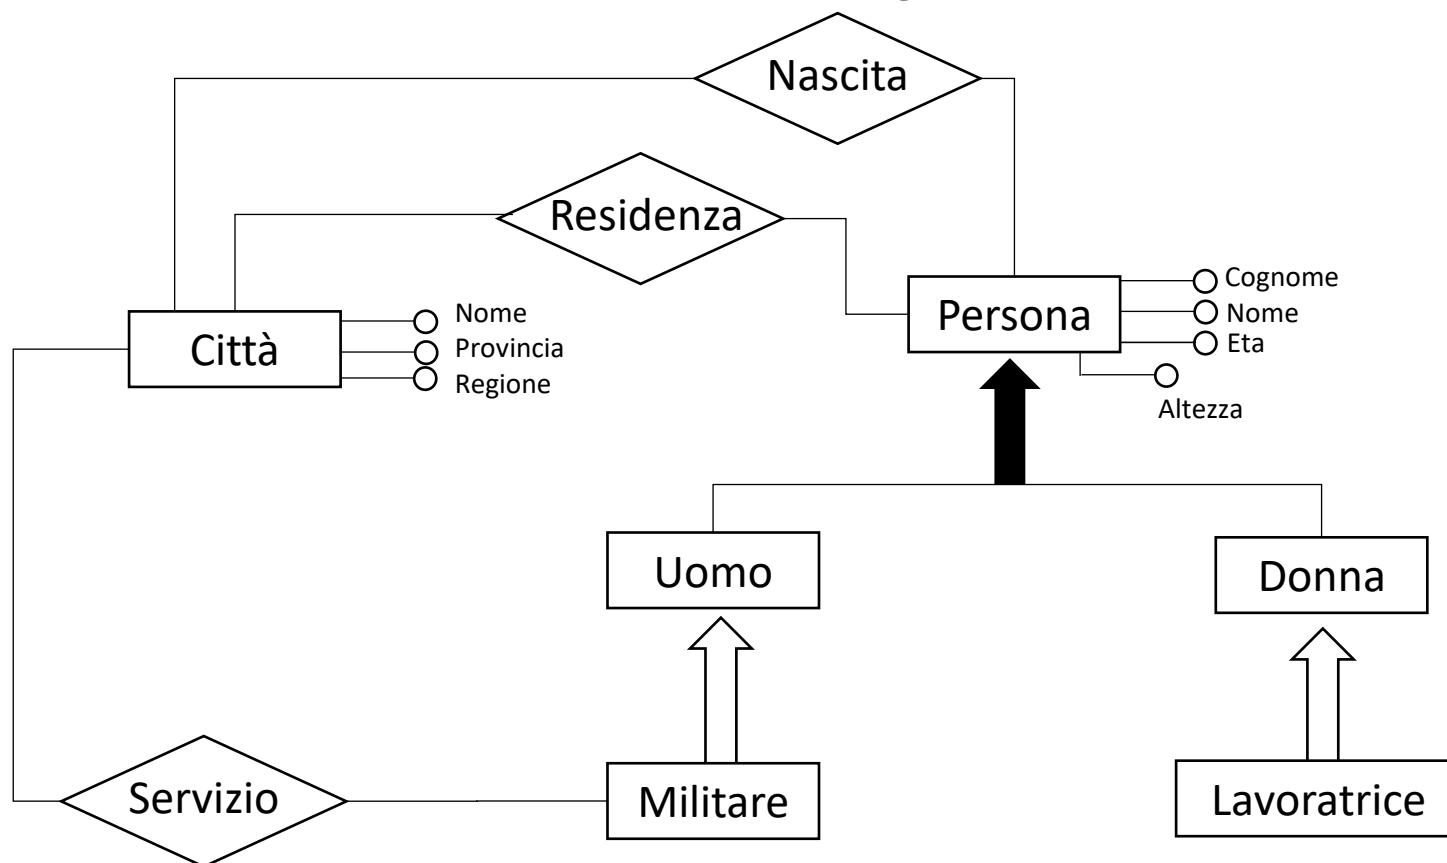 Nascita
Residenza
Persona
Cognome
Nome
Eta
Altezza
Città
Nome
Provincia
Regione
Uomo
Donna
Servizio
Militare
Lavoratrice